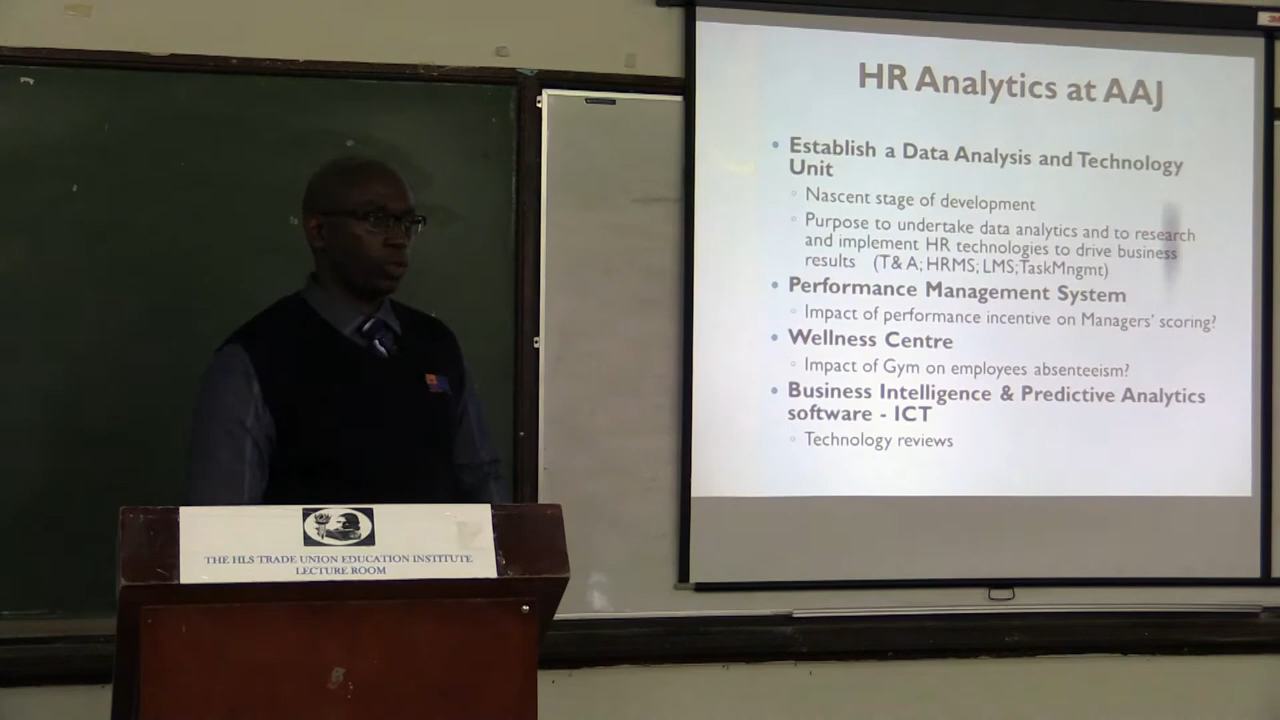 HR Analytics at AAJ
• Establish a Data Analysis and Technology
Unit
◦ Nascent stage of development
◦ Purpose to undertake data analytics and to research
and implement HR technologies to drive business
results (T& A; HRMS; LMS;TaskMngmt)
• Performance Management System
◦ Impact of performance incentive on Managers' scoring?
• Wellness Centre
◦ Impact of Gym on employees absenteeism?
• Business Intelligence & Predictive Analytics
software - ICT
◦ Technology reviews
THE HLS TRADE UNION EDUCATION INSTITUTE
LECTURE ROOM